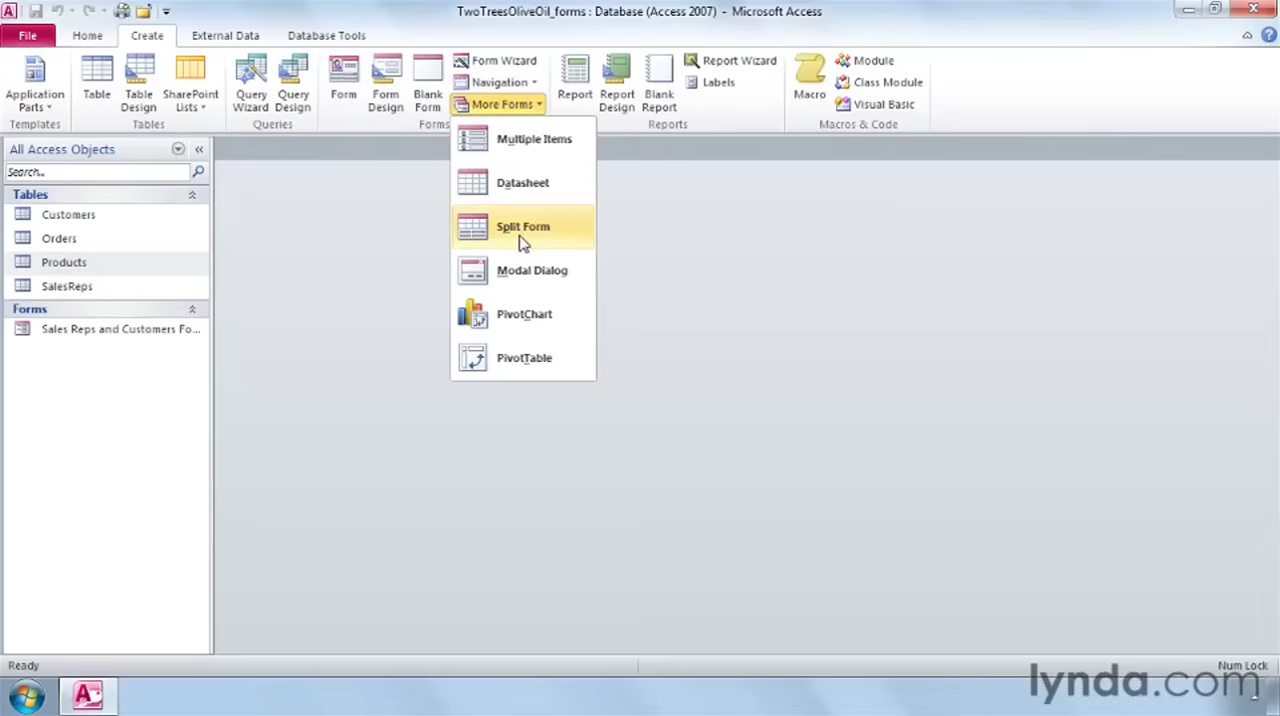 TwoTreesOliveOil_forms : Database (Access 2007) - Microsoft Access
File Home Create External Data Database Tools
Application Parts
Templates
Table
Table Design
SharePoint Lists
Tables
Query Wizard
Query Design
Queries
Form
Form Design
Blank Form
Form Wizard
Navigation
More Forms
Forms
Report
Report Design
Blank Report
Report Wizard
Labels
Reports
Macro
Module
Class Module
Visual Basic
Macros & Code
Multiple Items
Datasheet
Split Form
Modal Dialog
PivotChart
PivotTable
All Access Objects
Search..
Tables
Customers
Orders
Products
SalesReps
Forms
Sales Reps and Customers Fo...
Ready
Num Lock
lynda.com